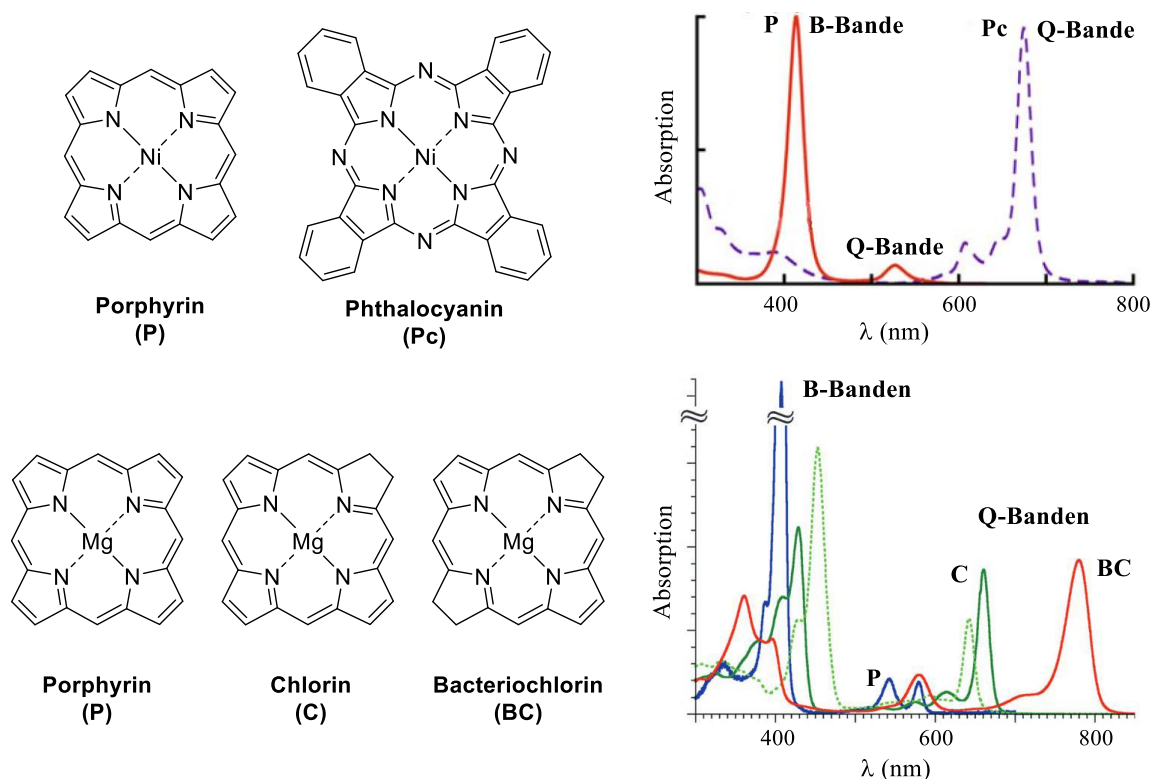 N
N
N
N
Ni
Porphyrin
(P)
N
N
N
N
N
N
N
N
Ni
Phthalocyanin
(Pc)
P B-Bande
Pc Q-Bande
Q-Bande
Absorption
400
600
800
λ (nm)
N
N
N
N
Mg
Porphyrin
(P)
N
N
N
N
Mg
Chlorin
(C)
N
N
N
N
Mg
Bacteriochlorin
(BC)
B-Banden
Q-Banden
C
BC
P
Absorption
400
600
800
λ (nm)